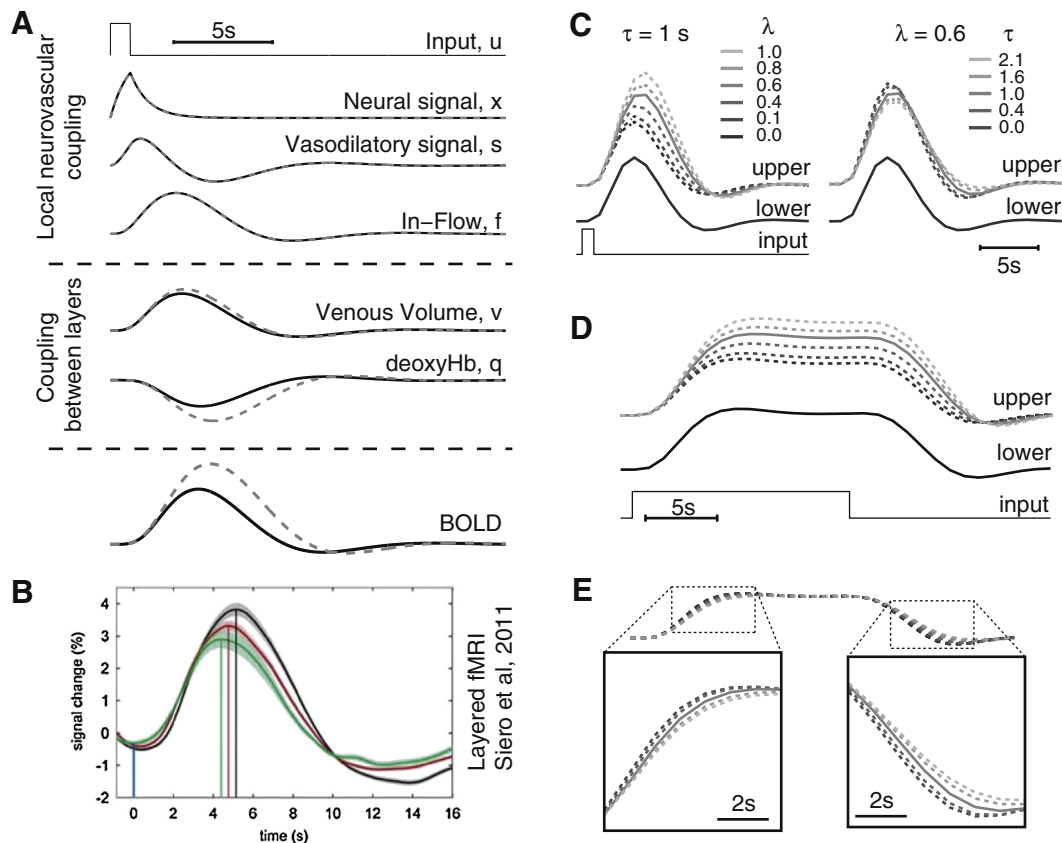 A
5s
Input, u
Neural signal, x
Vasodilatory signal, s
In-Flow, f
Local neurovascular
coupling
Venous Volume, v
deoxyHb, q
Coupling
between layers
BOLD
B
4
3
2
1
0
-1
-2
signal change (%)
0 2 4 6 8 10 12 14 16
time (s)
Layered fMRI
Siero et al, 2011
C
τ = 1 s
λ
1.0
0.8
0.6
0.4
0.1
0.0
upper
lower
input
λ = 0.6
τ
2.1
1.6
1.0
0.4
0.0
upper
lower
5s
D
upper
lower
input
5s
E
2s
2s